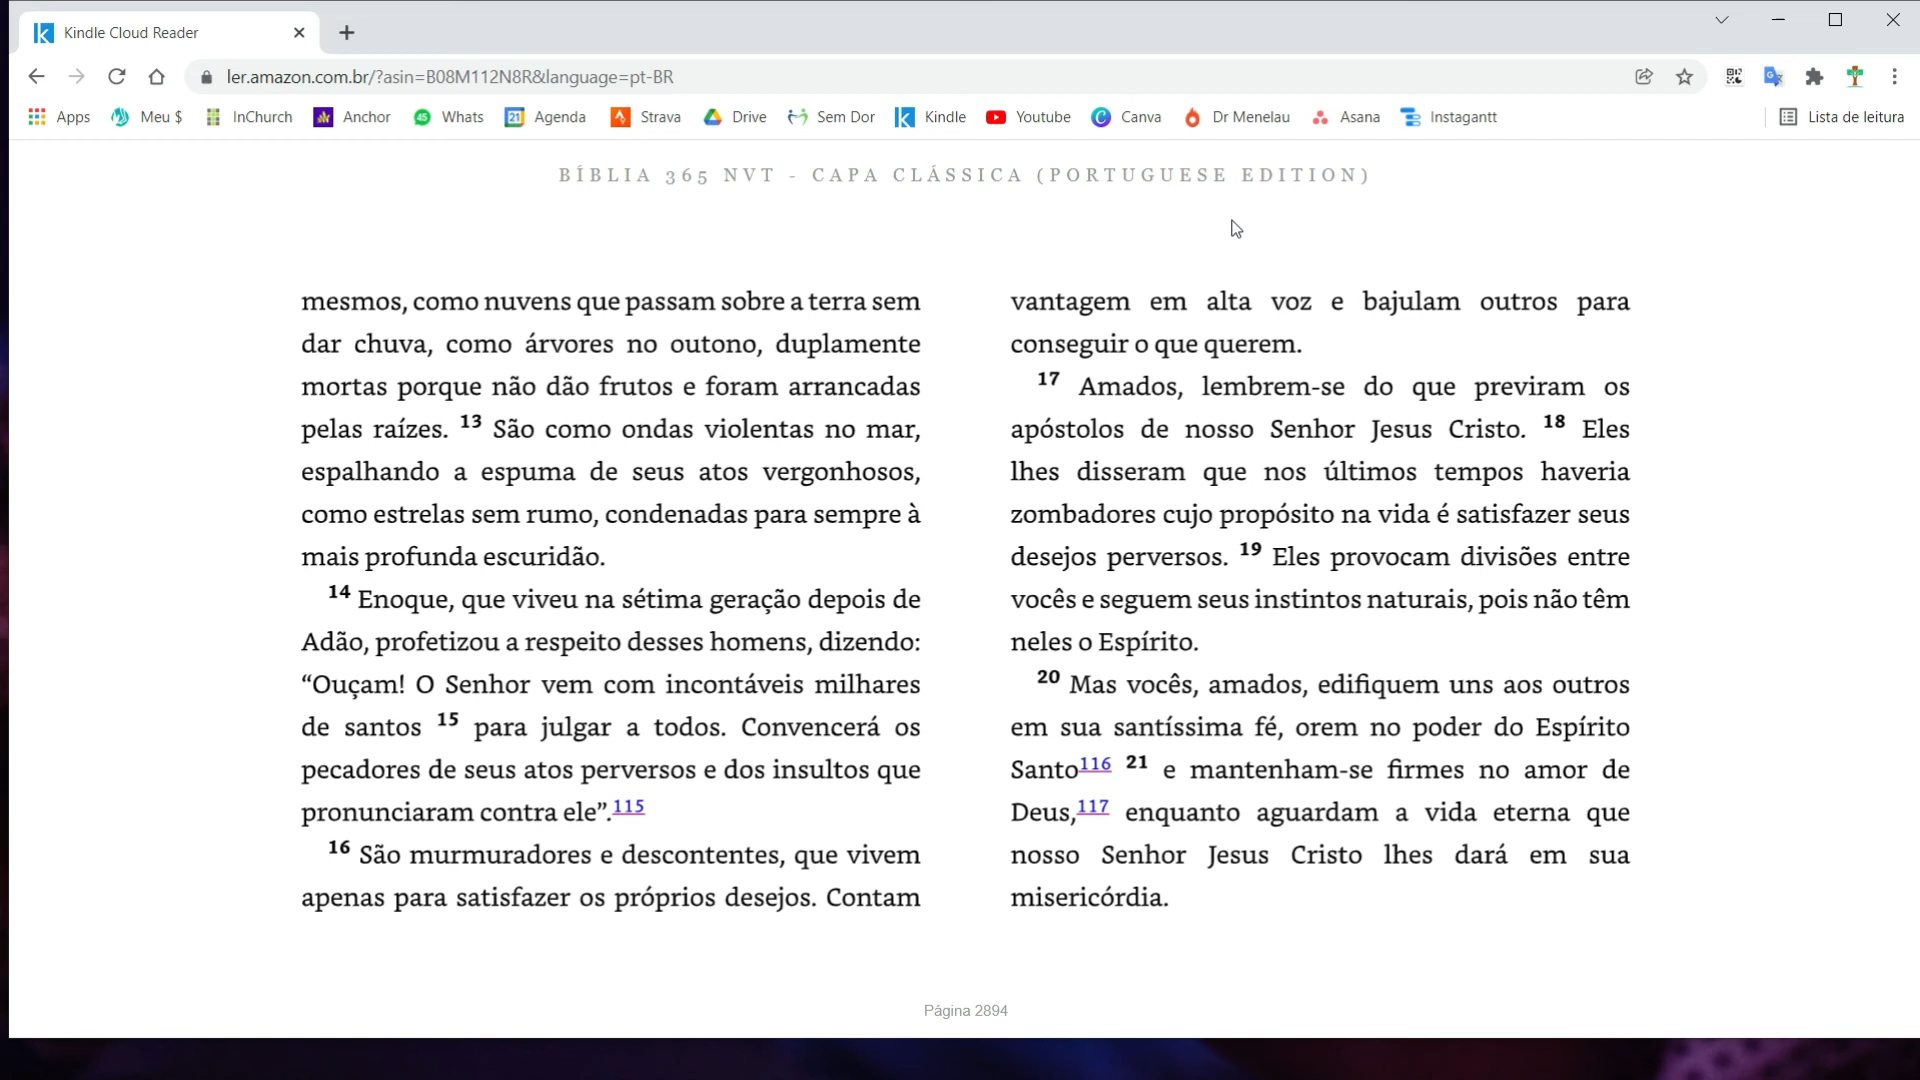 Kindle Cloud Reader
ler.amazon.com.br/?asin=B08M112N8R&language=pt-BR
Apps Meu $ InChurch Anchor 45 Whats 21 Agenda Strava Drive Sem Dor Kindle Youtube Canva Dr Menelau Asana Instagantt Lista de leitura
BÍBLIA 365 NVT - CAPA CLÁSSICA (PORTUGUESE EDITION)
mesmos, como nuvens que passam sobre a terra sem
dar chuva, como árvores no outono, duplamente
mortas porque não dão frutos e foram arrancadas
pelas raízes. 13 São como ondas violentas no mar,
espalhando a espuma de seus atos vergonhosos,
como estrelas sem rumo, condenadas para sempre à
mais profunda escuridão.
14 Enoque, que viveu na sétima geração depois de
Adão, profetizou a respeito desses homens, dizendo:
“Ouçam! O Senhor vem com incontáveis milhares
de santos 15 para julgar a todos. Convencerá os
pecadores de seus atos perversos e dos insultos que
pronunciaram contra ele”.115
16 São murmuradores e descontentes, que vivem
apenas para satisfazer os próprios desejos. Contam
vantagem em alta voz e bajulam outros para
conseguir o que querem.
17 Amados, lembrem-se do que previram os
apóstolos de nosso Senhor Jesus Cristo. 18 Eles
lhes disseram que nos últimos tempos haveria
zombadores cujo propósito na vida é satisfazer seus
desejos perversos. 19 Eles provocam divisões entre
vocês e seguem seus instintos naturais, pois não têm
neles o Espírito.
20 Mas vocês, amados, edifiquem uns aos outros
em sua santíssima fé, orem no poder do Espírito
Santo116 21 e mantenham-se firmes no amor de
Deus,117 enquanto aguardam a vida eterna que
nosso Senhor Jesus Cristo lhes dará em sua
misericórdia.
Página 2894